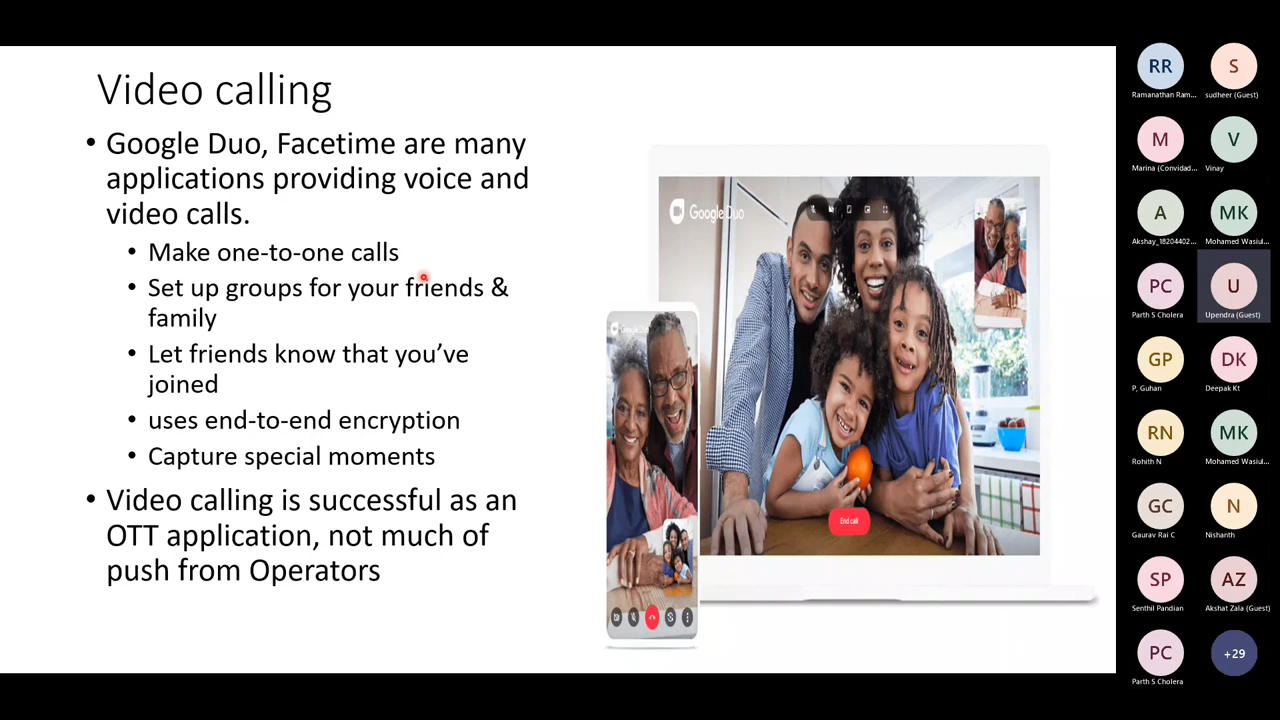 Video calling
• Google Duo, Facetime are many
applications providing voice and
video calls.
• Make one-to-one calls
• Set up groups for your friends &
family
• Let friends know that you’ve
joined
• uses end-to-end encryption
• Capture special moments
• Video calling is successful as an
OTT application, not much of
push from Operators
Google Duo
End call
Google Duo
RR
Ramanathan Ram...
S
sudheer (Guest)
M
Marina (Convidad...
V
Vinay
A
Akshay_18204402...
MK
Mohamed Wasiul...
PC
Parth S Cholera
U
Upendra (Guest)
GP
P, Guhan
DK
Deepak Kt
RN
Rohith N
MK
Mohamed Wasiul...
GC
Gaurav Rai C
N
Nishanth
SP
Senthil Pandian
AZ
Akshat Zala (Guest)
PC
Parth S Cholera
+29